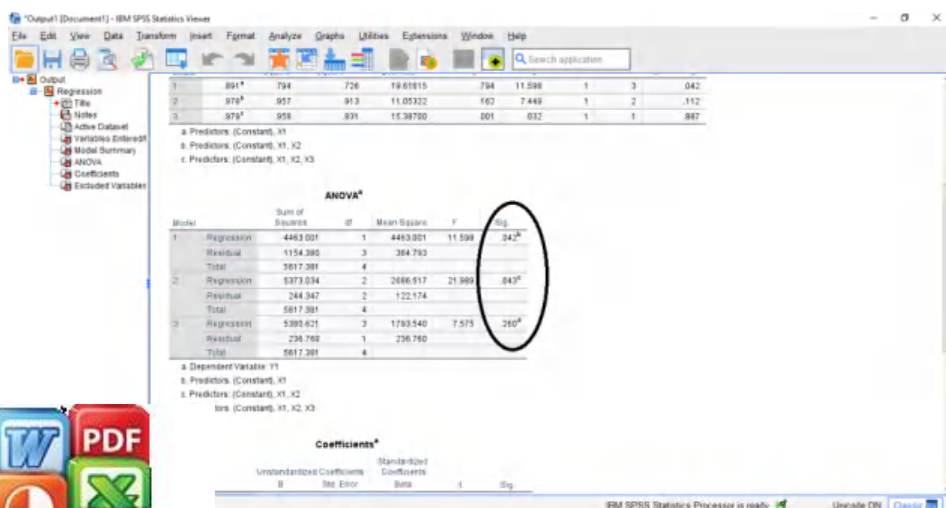 *Output1 [Document1] - IBM SPSS Statistics Viewer
File Edit View Data Transform Insert Format Analyze Graphs Utilities Extensions Window Help
Search application
Output
Regression
Title
Notes
Active Dataset
Variables Entered/R
Model Summary
ANOVA
Coefficients
Excluded Variables
1 .891a .794 .726 19.61615 .794 11.598 1 3 .042
2 .978b .957 .913 11.05322 .162 7.449 1 2 .112
3 .979c .958 .831 15.38700 .001 .032 1 1 .887
a. Predictors: (Constant), X1
b. Predictors: (Constant), X1, X2
c. Predictors: (Constant), X1, X2, X3
ANOVAa
Model Sum of Squares df Mean Square F Sig.
1 Regression 4463.001 1 4463.001 11.598 .042b
Residual 1154.380 3 384.793
Total 5617.381 4
2 Regression 5373.034 2 2686.517 21.989 .043c
Residual 244.347 2 122.174
Total 5617.381 4
3 Regression 5380.621 3 1793.540 7.575 .260d
Residual 236.760 1 236.760
Total 5617.381 4
a. Dependent Variable: Y1
b. Predictors: (Constant), X1
c. Predictors: (Constant), X1, X2
tors: (Constant), X1, X2, X3
Coefficientsa
Unstandardized Coefficients Standardized Coefficients
B Std. Error Beta t Sig.
W PDF
X
IBM SPSS Statistics Processor is ready Unicode:ON Classic